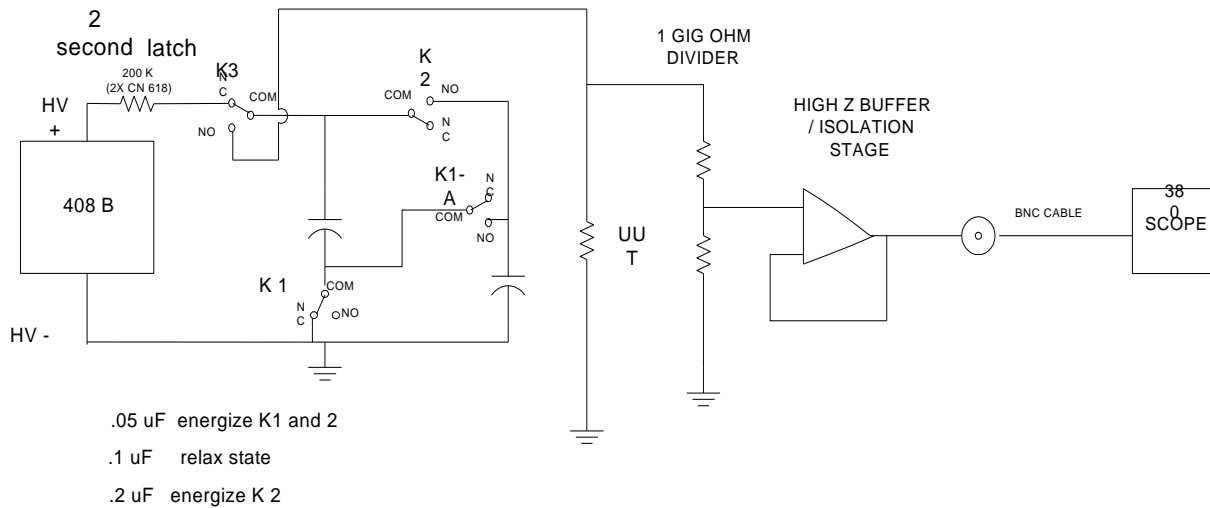 2
second latch
200 K
(2X CN 618)
HV
+
408 B
HV -
K3
N
C
COM
NO
K
2
COM
NO
N
C
K1-
A
N
C
COM
NO
K 1
COM
N
C
NO
UU
T
1 GIG OHM
DIVIDER
HIGH Z BUFFER
/ ISOLATION
STAGE
BNC CABLE
38
0
SCOPE
.05 uF energize K1 and 2
.1 uF relax state
.2 uF energize K 2